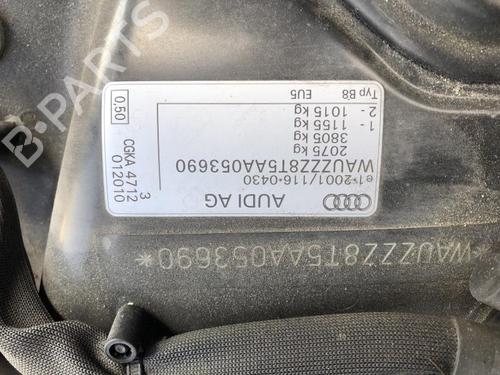 AUDI AG
e1*2001/116*0430
WAUZZZ8T5AA053690
2075 kg
3805 kg
1 - 1155 kg
2 - 1015 kg
Typ B8 EU5
0,50
CGKA 4712
3
012010
*WAUZZZ8T5AA053690*
B-PARTS